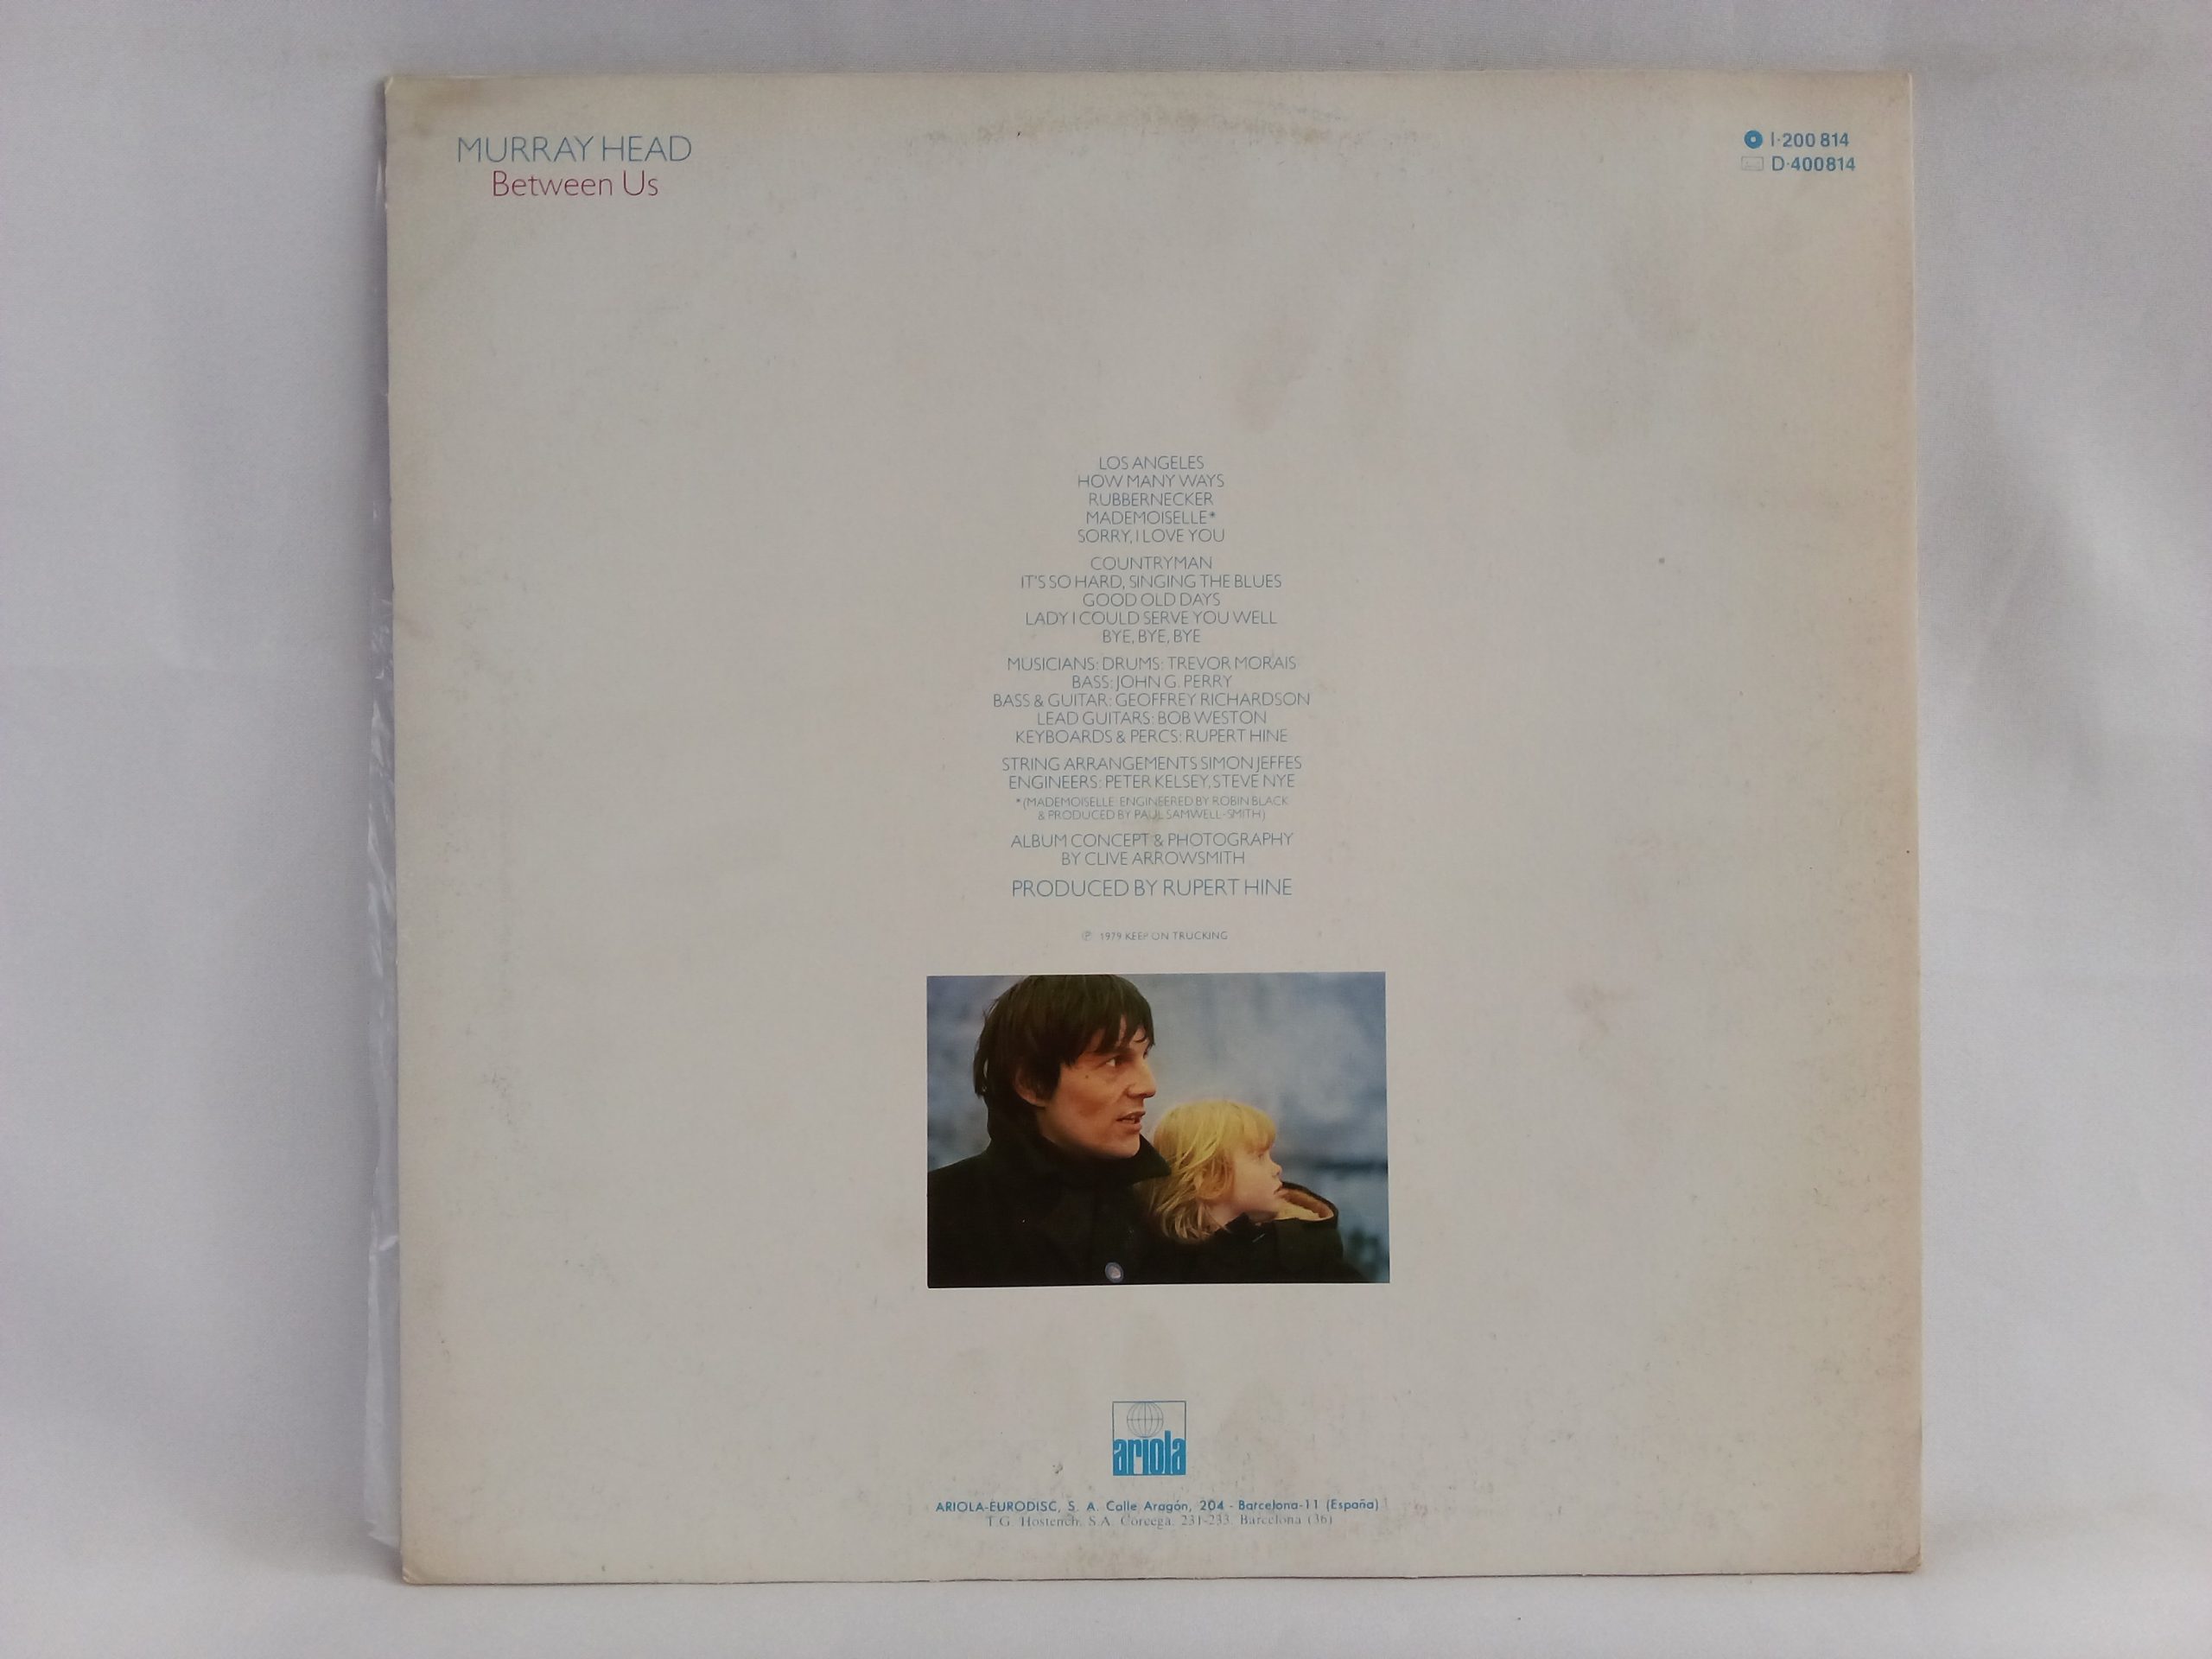 MURRAY HEAD
Between Us
I-200 814
D-400814
LOS ANGELES
HOW MANY WAYS
RUBBERNECKER
MADEMOISELLE*
SORRY, I LOVE YOU
COUNTRYMAN
IT'S SO HARD, SINGING THE BLUES
GOOD OLD DAYS
LADY I COULD SERVE YOU WELL
BYE, BYE, BYE
MUSICIANS: DRUMS: TREVOR MORAIS
BASS: JOHN G. PERRY
BASS & GUITAR: GEOFFREY RICHARDSON
LEAD GUITARS: BOB WESTON
KEYBOARDS & PERCS: RUPERT HINE
STRING ARRANGEMENTS SIMON JEFFES
ENGINEERS: PETER KELSEY, STEVE NYE
*(MADEMOISELLE: ENGINEERED BY ROBIN BLACK
& PRODUCED BY PAUL SAMWELL-SMITH)
ALBUM CONCEPT & PHOTOGRAPHY
BY CLIVE ARROWSMITH
PRODUCED BY RUPERT HINE
℗ 1979 KEEP ON TRUCKING
ariola
ARIOLA-EURODISC, S. A. Calle Aragón, 204 - Barcelona-11 (España)
T.G. Hostench, S.A. Córcega, 231-233. Barcelona (36)